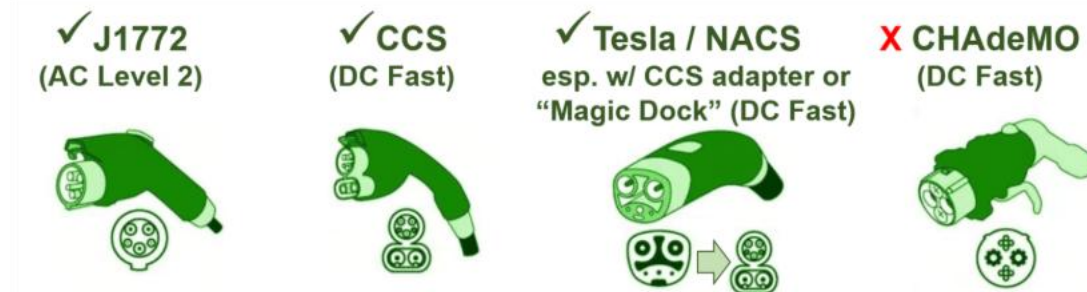 ✓ J1772
(AC Level 2)
✓ CCS
(DC Fast)
✓ Tesla / NACS
esp. w/ CCS adapter or
“Magic Dock” (DC Fast)
X CHAdeMO
(DC Fast)